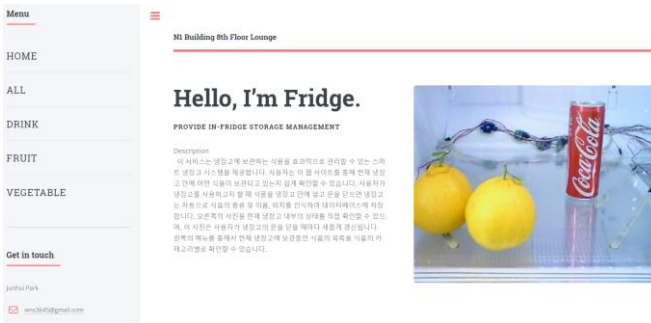 Menu
HOME
ALL
DRINK
FRUIT
VEGETABLE
Get in touch
Junhui Park
N1 Building 8th Floor Lounge
Hello, I'm Fridge.
PROVIDE IN-FRIDGE STORAGE MANAGEMENT
Description
이 서비스는 냉장고에 보관하는 식품을 효과적으로 관리할 수 있는 스마
트 냉장고 시스템을 제공합니다. 사용자는 이 웹 사이트를 통해 현재 냉장
고 안에 어떤 식품이 보관되고 있는지 쉽게 확인할 수 있습니다. 사용자가
냉장고를 사용하고자 할 때 식품을 냉장고 안에 넣고 문을 닫으면 냉장고
는 자동으로 식품의 종류 및 이름, 위치를 인식하여 데이터베이스에 저장
합니다. 오른쪽의 사진은 현재 냉장고 내부의 상태를 직접 확인할 수 있으
며, 이 사진은 사용자가 냉장고의 문을 닫을 때마다 새롭게 갱신됩니다.
왼쪽의 메뉴를 통해서 현재 냉장고에 보관중인 식품의 목록을 식품의 카
테고리별로 확인할 수 있습니다.
Coca-Cola